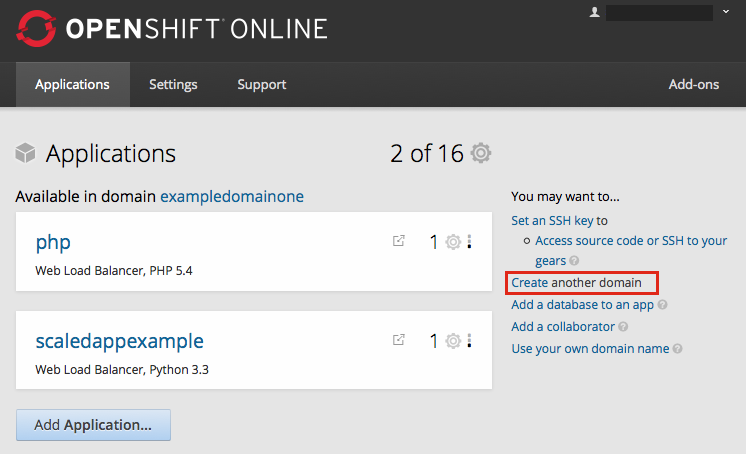 OPENSHIFT ONLINE
Applications
Settings
Support
Add-ons
Applications
2 of 16
Available in domain exampledomainone
php
1
Web Load Balancer, PHP 5.4
scaledappexample
1
Web Load Balancer, Python 3.3
Add Application...
You may want to...
Set an SSH key to
Access source code or SSH to your
gears ?
Create another domain
Add a database to an app ?
Add a collaborator ?
Use your own domain name ?